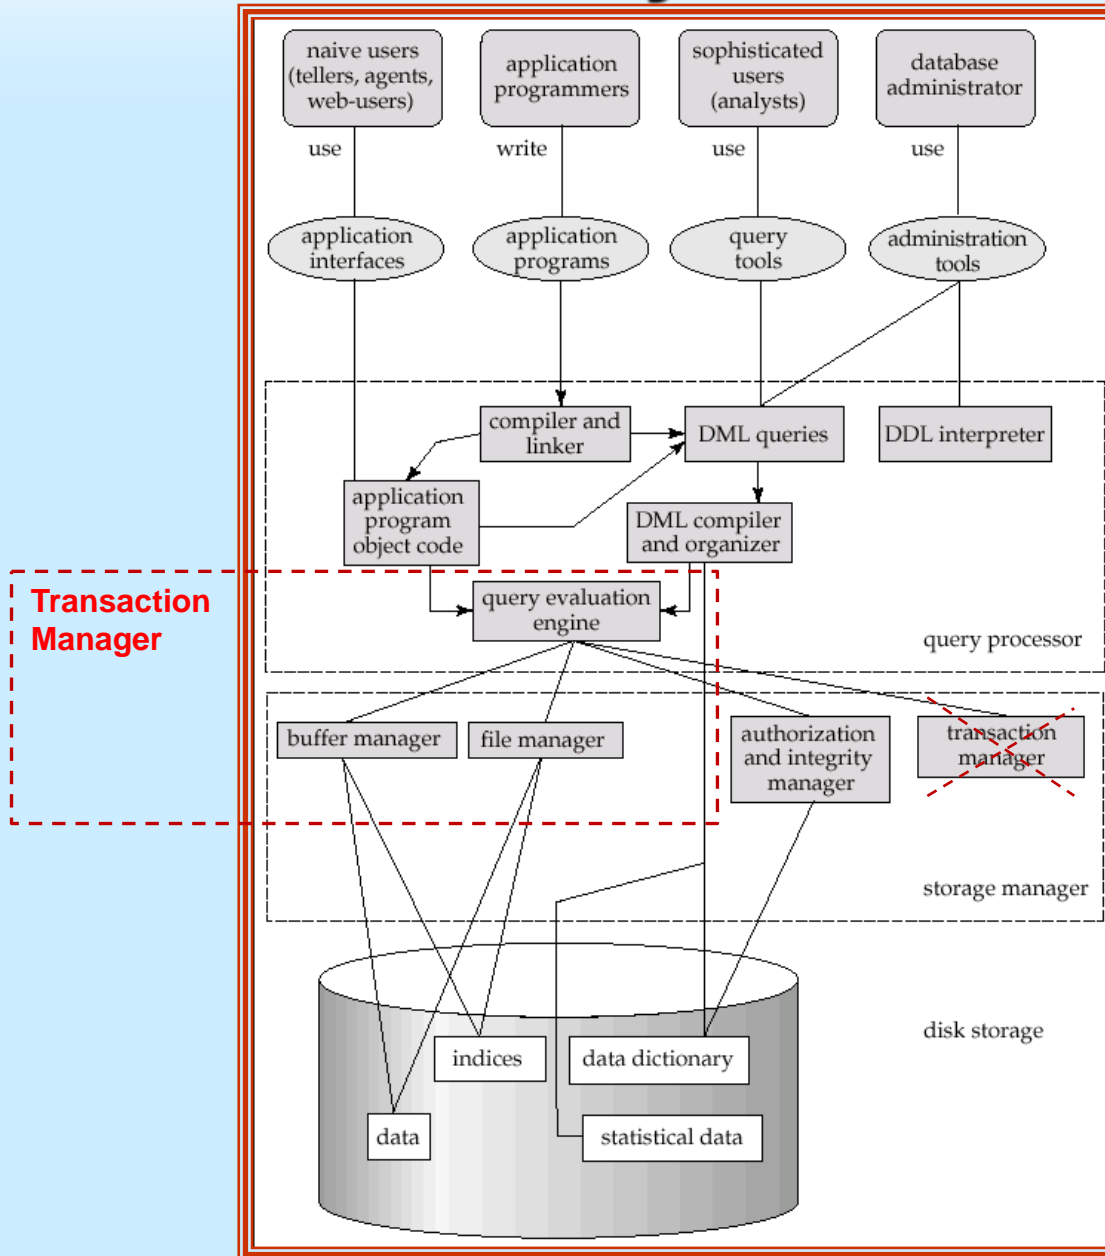 naive users
(tellers, agents,
web-users)
application
programmers
sophisticated
users
(analysts)
database
administrator
use
write
use
use
application
interfaces
application
programs
query
tools
administration
tools
compiler and
linker
DML queries
DDL interpreter
application
program
object code
DML compiler
and organizer
Transaction
Manager
query evaluation
engine
query processor
buffer manager
file manager
authorization
and integrity
manager
transaction
manager
storage manager
indices
data dictionary
disk storage
data
statistical data